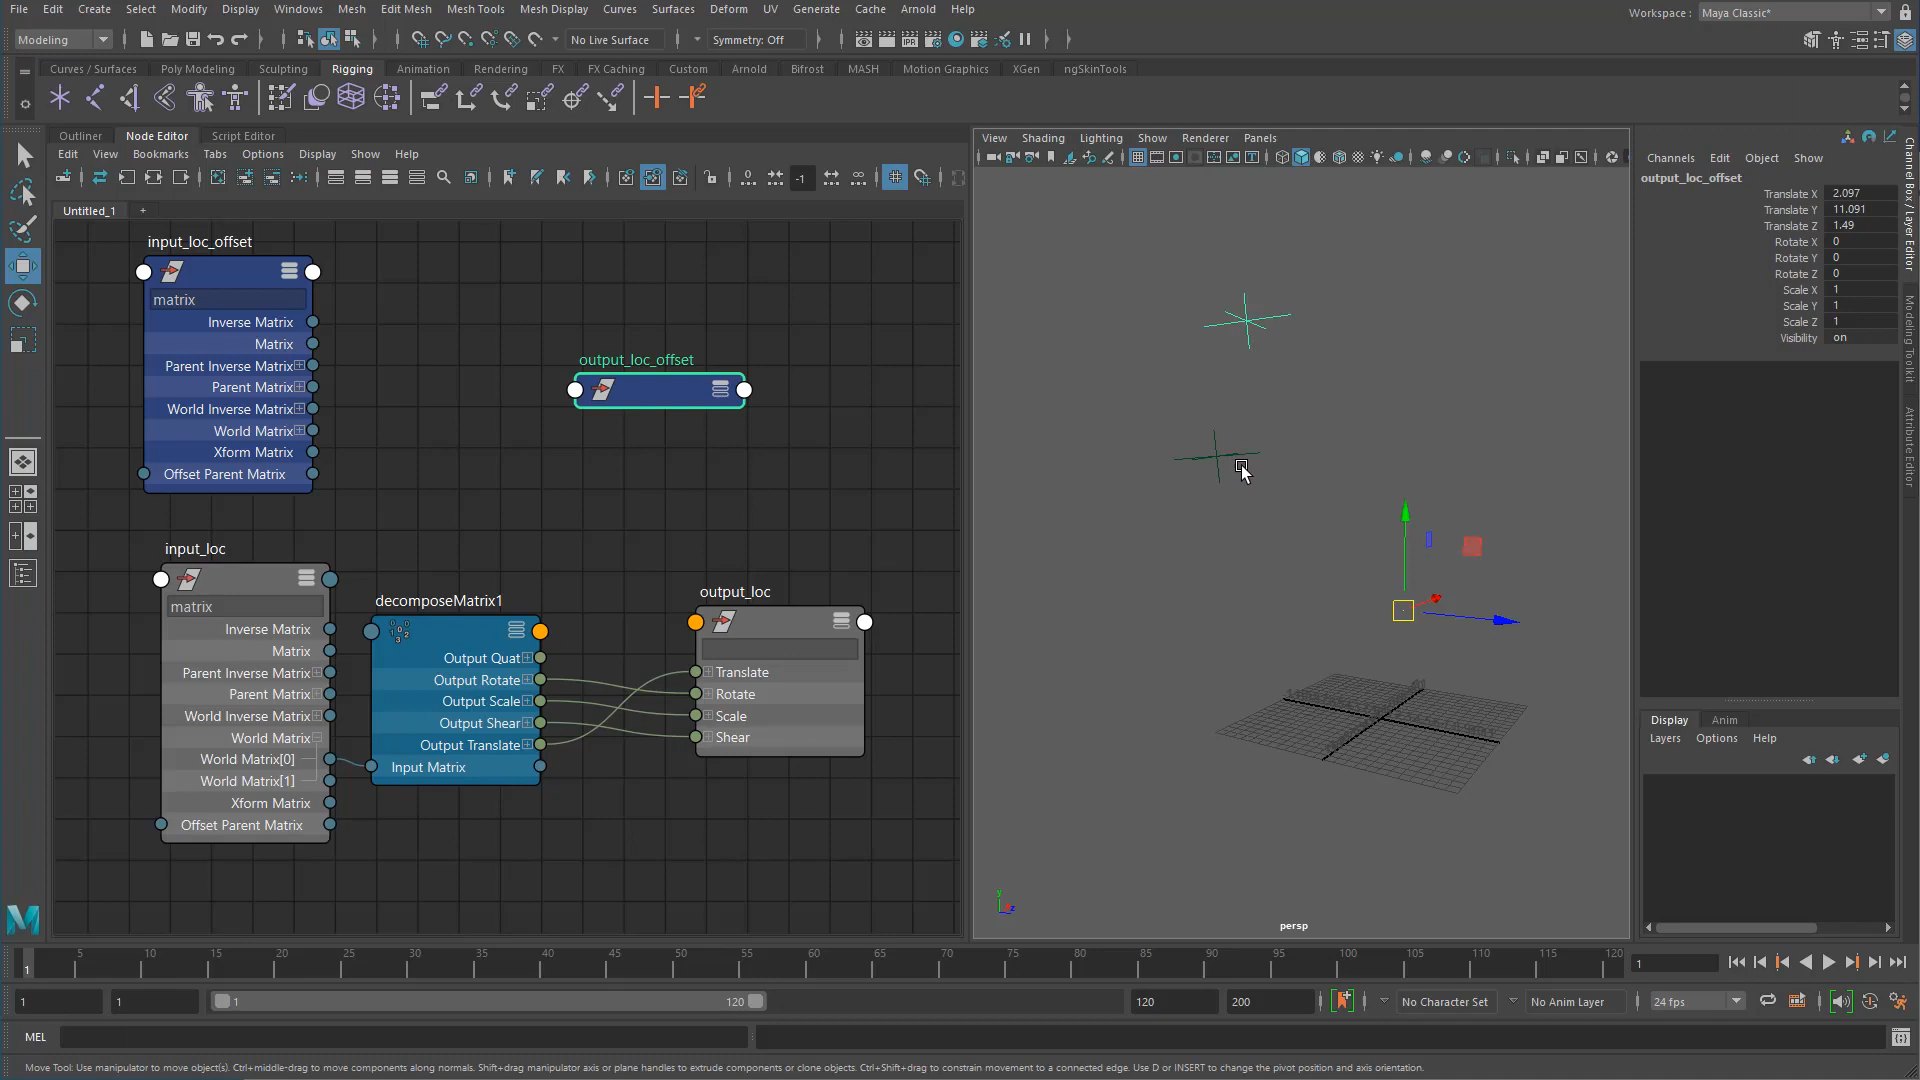 File Edit Create Select Modify Display Windows Mesh Edit Mesh Mesh Tools Mesh Display Curves Surfaces Deform UV Generate Cache Arnold Help
Workspace : Maya Classic*
Modeling
No Live Surface
Symmetry: Off
IPR
Curves / Surfaces Poly Modeling Sculpting Rigging Animation Rendering FX FX Caching Custom Arnold Bifrost MASH Motion Graphics XGen ngSkinTools
Outliner Node Editor Script Editor
Edit View Bookmarks Tabs Options Display Show Help
0 -1
Untitled_1 +
input_loc_offset
matrix
Inverse Matrix
Matrix
Parent Inverse Matrix
Parent Matrix
World Inverse Matrix
World Matrix
Xform Matrix
Offset Parent Matrix
output_loc_offset
input_loc
matrix
Inverse Matrix
Matrix
Parent Inverse Matrix
Parent Matrix
World Inverse Matrix
World Matrix
World Matrix[0]
World Matrix[1]
Xform Matrix
Offset Parent Matrix
decomposeMatrix1
Output Quat
Output Rotate
Output Scale
Output Shear
Output Translate
Input Matrix
output_loc
Translate
Rotate
Scale
Shear
View Shading Lighting Show Renderer Panels
y
z
persp
Channels Edit Object Show
output_loc_offset
Translate X 2.097
Translate Y 11.091
Translate Z 1.49
Rotate X 0
Rotate Y 0
Rotate Z 0
Scale X 1
Scale Y 1
Scale Z 1
Visibility on
Channel Box / Layer Editor
Modeling Toolkit
Attribute Editor
Display Anim
Layers Options Help
5 10 15 20 25 30 35 40 45 50 55 60 65 75 80 85 90 95 100 105 110 115 120
1
1
1 1 1 120 120 200 No Character Set No Anim Layer 24 fps
MEL
Move Tool: Use manipulator to move object(s). Ctrl+middle-drag to move components along normals. Shift+drag manipulator axis or plane handles to extrude components or clone objects. Ctrl+Shift+drag to constrain movement to a connected edge. Use D or INSERT to change the pivot position and axis orientation.